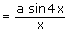 = a sin4x
x